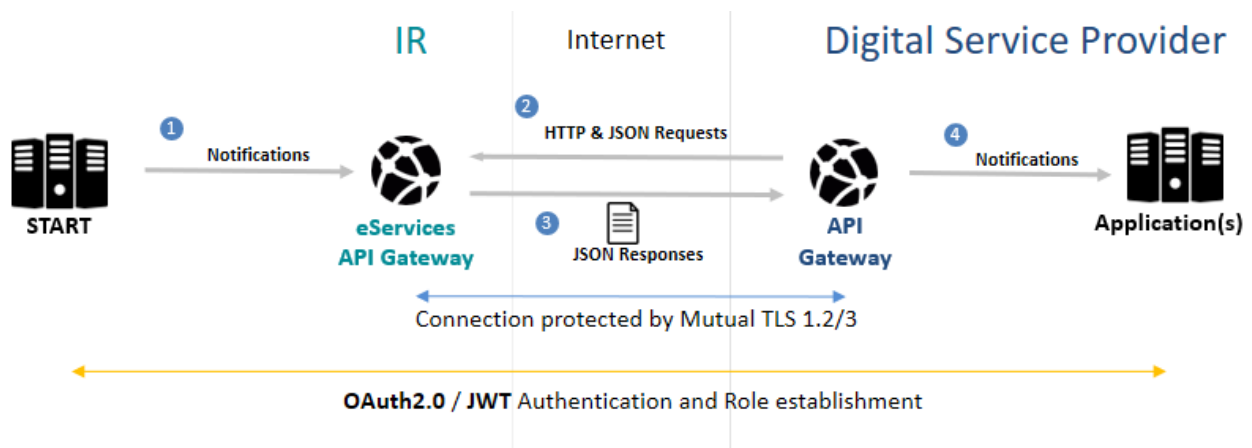 IR
Internet
Digital Service Provider
1
Notifications
2
HTTP & JSON Requests
4
Notifications
START
eServices
API Gateway
3
JSON Responses
API
Gateway
Application(s)
Connection protected by Mutual TLS 1.2/3
OAuth2.0 / JWT Authentication and Role establishment